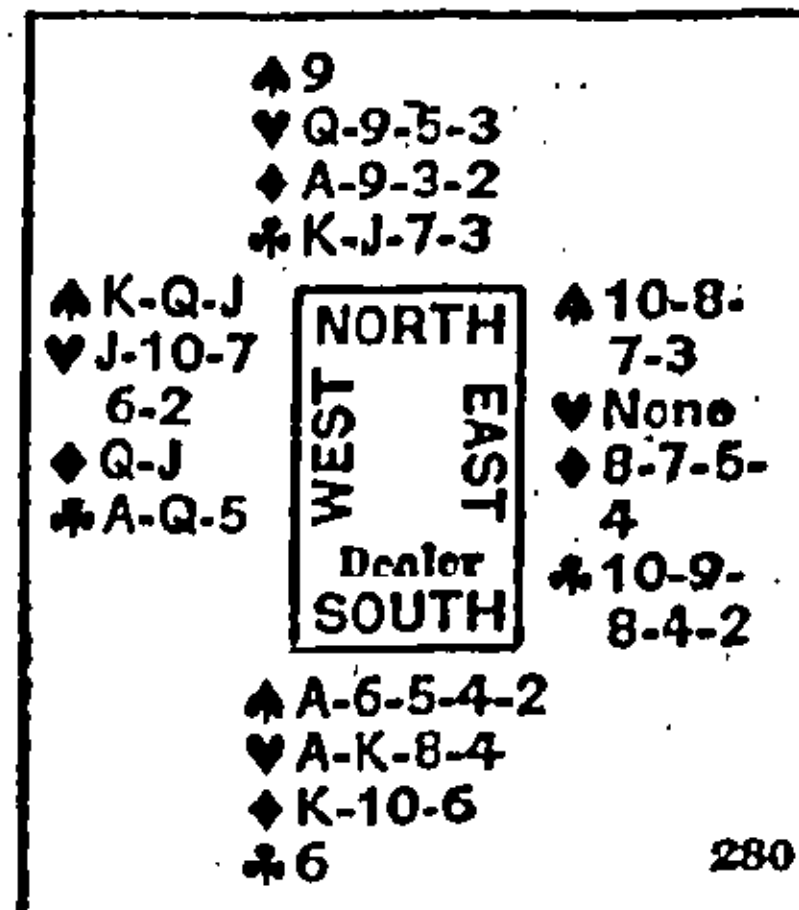 ♠ 9
♥ Q-9-5-3
♦ A-9-3-2
♣ K-J-7-3
♠ K-Q-J
♥ J-10-7
6-2
♦ Q-J
♣ A-Q-5
NORTH
WEST
EAST
Dealer
SOUTH
♠ 10-8-
7-3
♥ None
♦ 8-7-5-
4
♣ 10-9-
8-4-2
♠ A-6-5-4-2
♥ A-K-8-4
♦ K-10-6
♣ 6
280